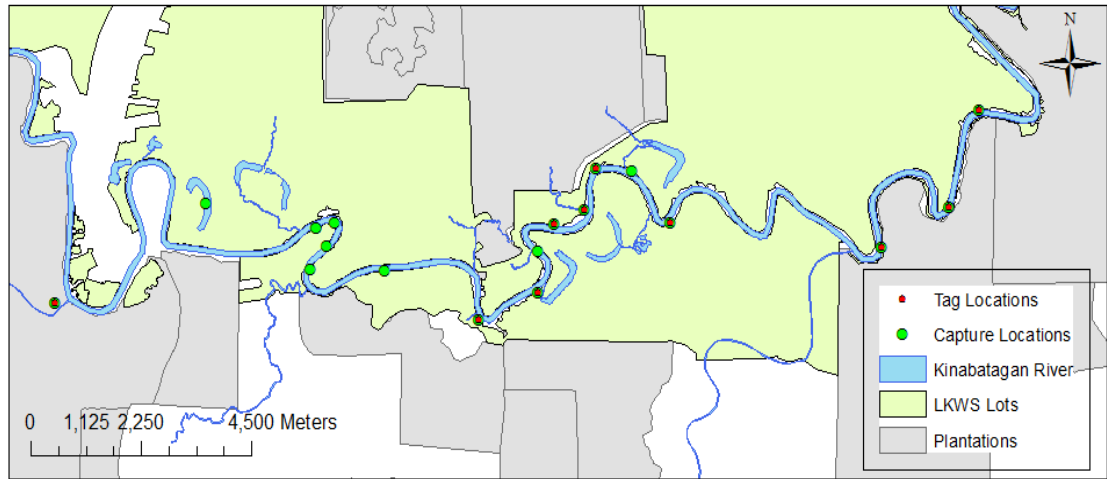 N
Tag Locations
Capture Locations
Kinabatagan River
LKWS Lots
Plantations
0 1,125 2,250 4,500 Meters